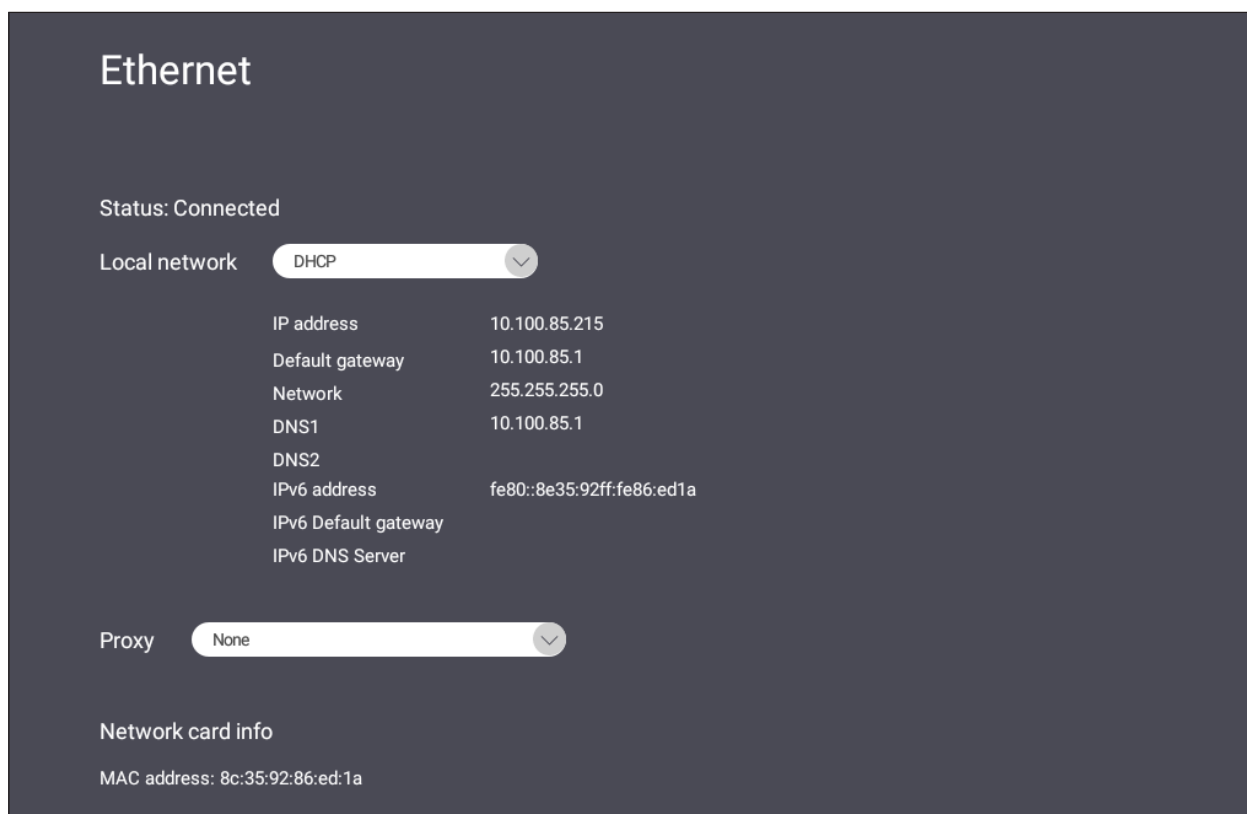 Ethernet
Status: Connected
Local network DHCP
IP address 10.100.85.215
Default gateway 10.100.85.1
Network 255.255.255.0
DNS1 10.100.85.1
DNS2
IPv6 address fe80::8e35:92ff:fe86:ed1a
IPv6 Default gateway
IPv6 DNS Server
Proxy None
Network card info
MAC address: 8c:35:92:86:ed:1a